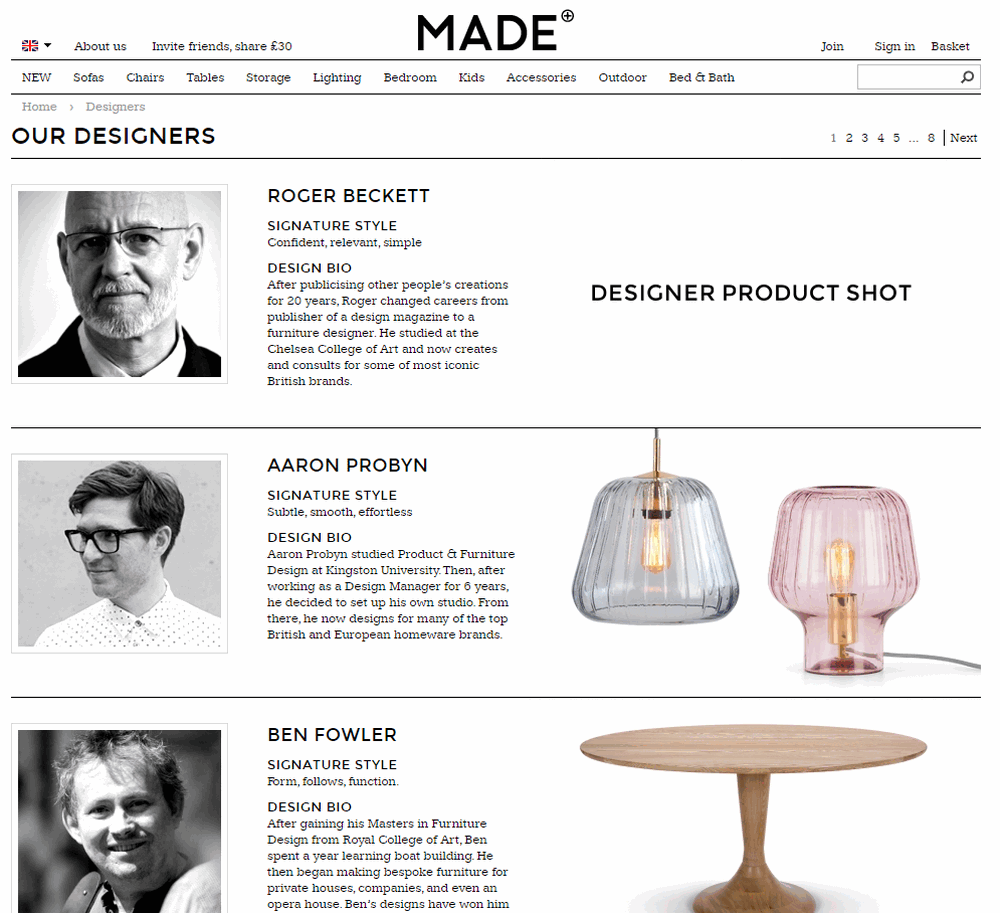 MADE
About us Invite friends, share £30
Join Sign in Basket
NEW Sofas Chairs Tables Storage Lighting Bedroom Kids Accessories Outdoor Bed & Bath
Home › Designers
OUR DESIGNERS
1 2 3 4 5 ... 8 | Next
ROGER BECKETT
SIGNATURE STYLE
Confident, relevant, simple
DESIGN BIO
After publicising other people's creations
for 20 years, Roger changed careers from
publisher of a design magazine to a
furniture designer. He studied at the
Chelsea College of Art and now creates
and consults for some of most iconic
British brands.
DESIGNER PRODUCT SHOT
AARON PROBYN
SIGNATURE STYLE
Subtle, smooth, effortless
DESIGN BIO
Aaron Probyn studied Product & Furniture
Design at Kingston University. Then, after
working as a Design Manager for 6 years,
he decided to set up his own studio. From
there, he now designs for many of the top
British and European homeware brands.
BEN FOWLER
SIGNATURE STYLE
Form, follows, function.
DESIGN BIO
After gaining his Masters in Furniture
Design from Royal College of Art, Ben
spent a year learning boat building. He
then began making bespoke furniture for
private houses, companies, and even an
opera house. Ben's designs have won him